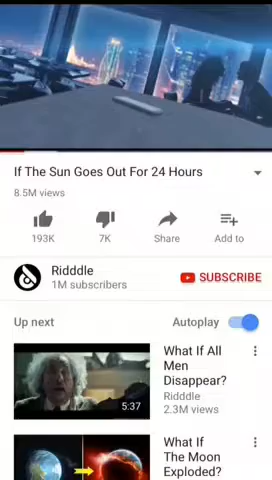 If The Sun Goes Out For 24 Hours
8.5M views
193K
7K
Share
Add to
Ridddle
1M subscribers
SUBSCRIBE
Up next
Autoplay
5:37
What If All
Men
Disappear?
Ridddle
2.3M views
What If
The Moon
Exploded?